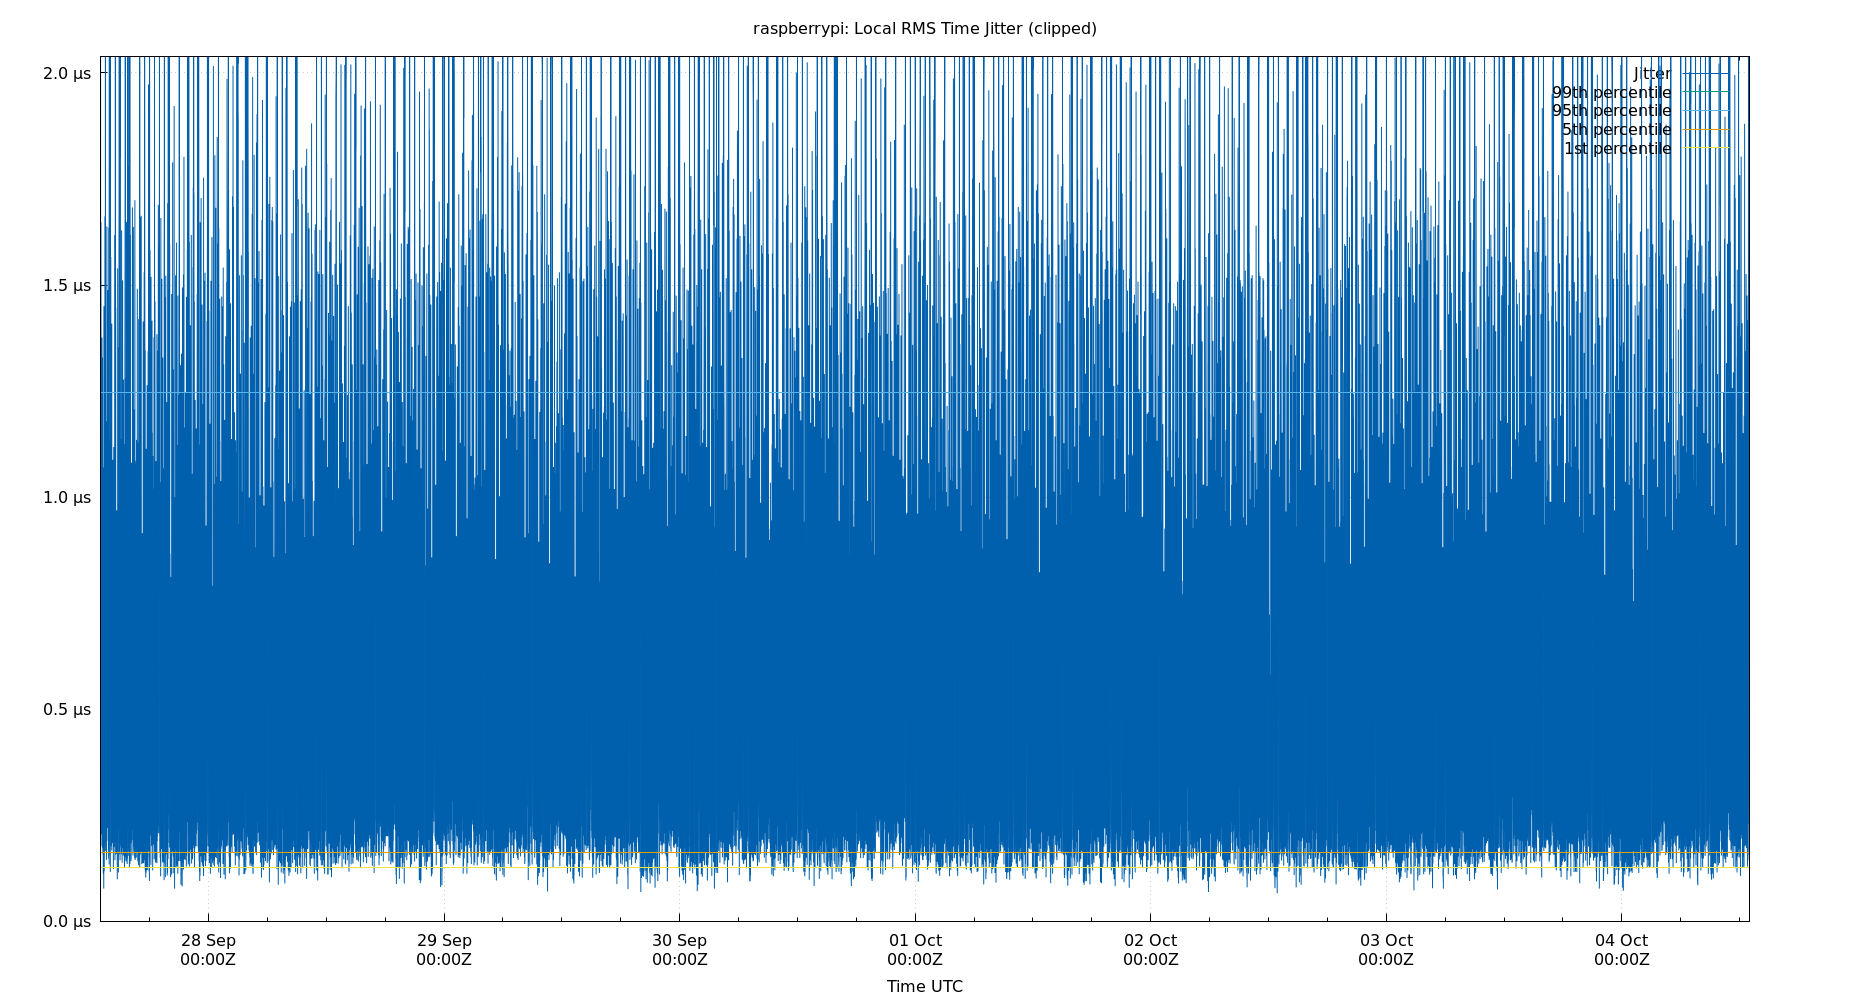 raspberrypi: Local RMS Time Jitter (clipped)
2.0 µs
1.5 µs
1.0 µs
0.5 µs
0.0 µs
Jitter
99th percentile
95th percentile
5th percentile
1st percentile
28 Sep 29 Sep 30 Sep 01 Oct 02 Oct 03 Oct 04 Oct
00:00Z 00:00Z 00:00Z 00:00Z 00:00Z 00:00Z 00:00Z
Time UTC